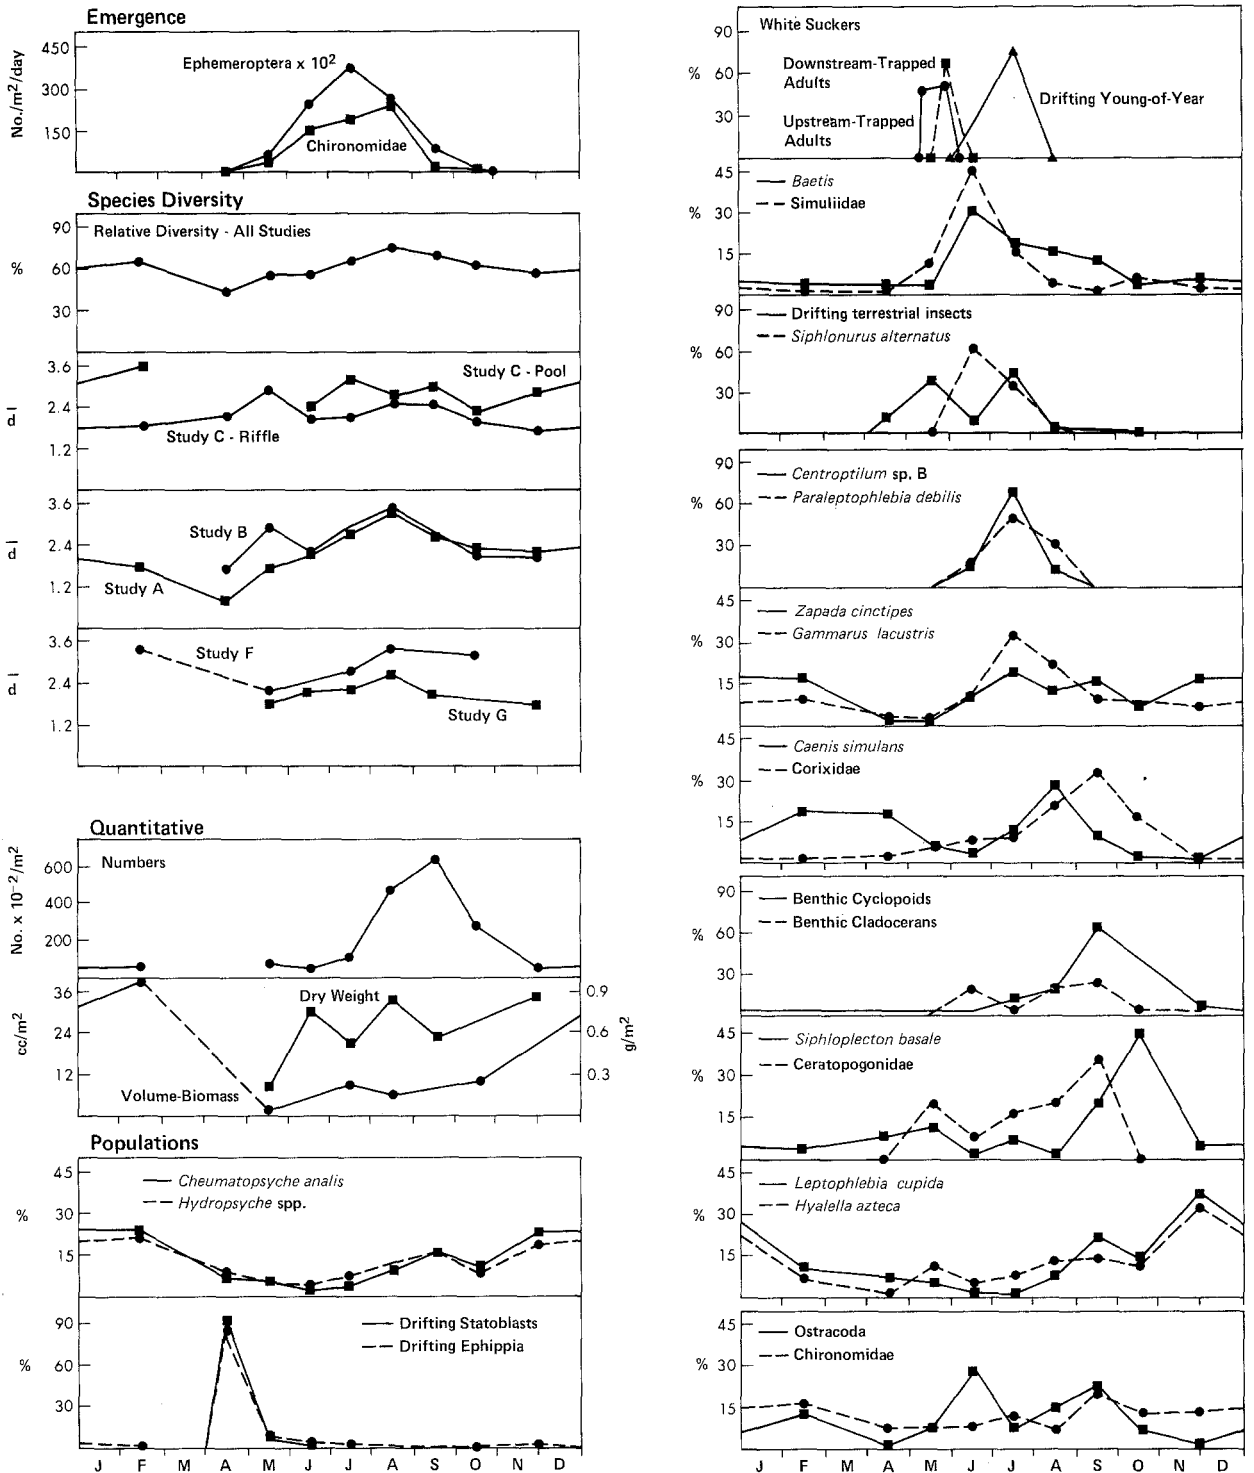 Emergence
450
300
150
No./m²/day
Ephemeroptera x 10²
Chironomidae
Species Diversity
Relative Diversity - All Studies
90
60
30
%
3.6
2.4
1.2
d
Study C - Pool
Study C - Riffle
3.6
2.4
1.2
d
Study B
Study A
3.6
2.4
1.2
d
Study F
Study G
Quantitative
Numbers
600
400
200
No. x 10⁻²/m²
36
24
12
cc/m²
Dry Weight
Volume-Biomass
0.9
0.6
0.3
g/m²
Populations
45
30
15
%
Cheumatopsyche analis
Hydropsyche spp.
90
60
30
%
Drifting Statoblasts
Drifting Ephippia
J F M A M J J A S O N D
White Suckers
90
60
30
%
Downstream-Trapped
Adults
Upstream-Trapped
Adults
Drifting Young-of-Year
45
30
15
%
Baetis
Simuliidae
90
60
30
%
Drifting terrestrial insects
Siphlonurus alternatus
90
60
30
%
Centroptilum sp. B
Paraleptophlebia debilis
45
30
15
%
Zapada cinctipes
Gammarus lacustris
45
30
15
%
Caenis simulans
Corixidae
90
60
30
%
Benthic Cyclopoids
Benthic Cladocerans
45
30
15
%
Siphloplecton basale
Ceratopogonidae
45
30
15
%
Leptophlebia cupida
Hyalella azteca
45
30
15
%
Ostracoda
Chironomidae
J F M A M J J A S O N D